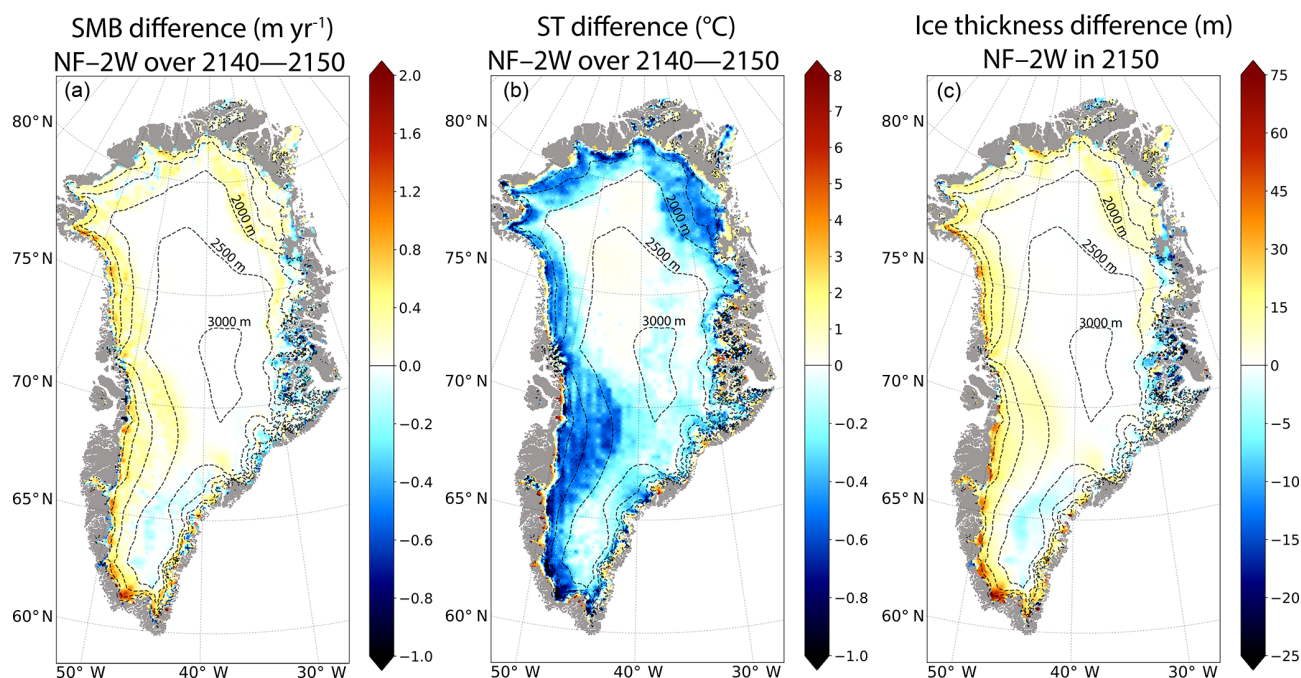 SMB difference (m yr-1)
NF–2W over 2140—2150
(a)
80° N
75° N
70° N
65° N
60° N
50° W
40° W
30° W
2000 m
2500 m
3000 m
2.0
1.6
1.2
0.8
0.4
0.0
−0.2
−0.4
−0.6
−0.8
−1.0
ST difference (°C)
NF–2W over 2140—2150
(b)
80° N
75° N
70° N
65° N
60° N
50° W
40° W
30° W
2000 m
2500 m
3000 m
8
7
6
5
4
3
2
1
0
−0.2
−0.4
−0.6
−0.8
−1.0
Ice thickness difference (m)
NF–2W in 2150
(c)
80° N
75° N
70° N
65° N
60° N
50° W
40° W
30° W
2000 m
2500 m
3000 m
75
60
45
30
15
0
−5
−10
−15
−20
−25